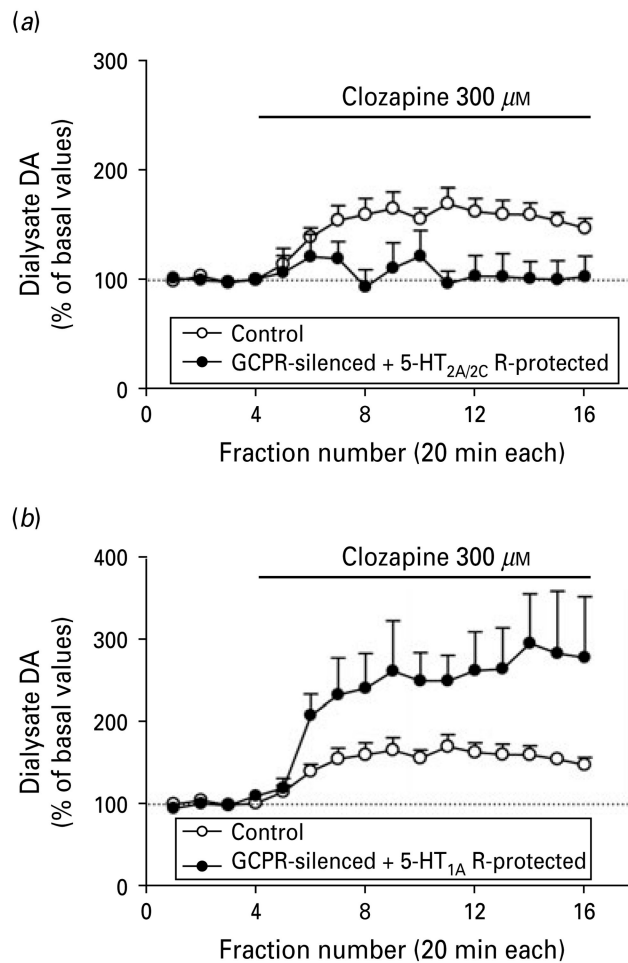 (a)
300
Clozapine 300 μM
200
Dialysate DA
(% of basal values)
100
Control
GCPR-silenced + 5-HT2A/2C R-protected
0
0 4 8 12 16
Fraction number (20 min each)
(b)
400
Clozapine 300 μM
300
Dialysate DA
(% of basal values)
200
100
Control
GCPR-silenced + 5-HT1A R-protected
0
0 4 8 12 16
Fraction number (20 min each)